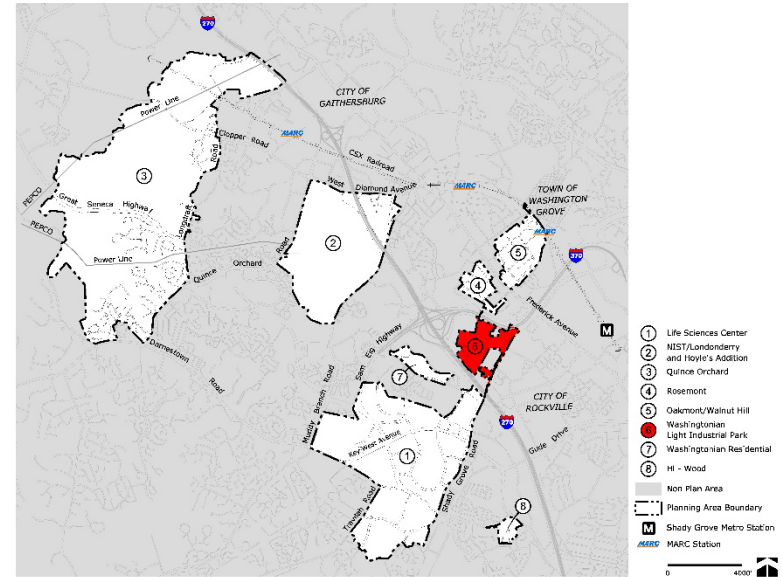 270
CITY OF
GAITHERSBURG
Power Line
PEPCO
Clopper Road
MARC
CSX Railroad
MARC
3
Road
Longdraft
Great Seneca Highway
PEPCO
West Diamond Avenue
TOWN OF
WASHINGTON
GROVE
MARC
2
5
370
Power Line
Quince Orchard Road
4
Frederick Avenue
M
Darnestown
Road
Sam Eig Highway
6
7
Muddy Branch Road
CITY OF
ROCKVILLE
270
Gude Drive
Key West Avenue
1
Shady Grove Road
Travilah Road
8
1 Life Sciences Center
2 NIST/Londonderry
and Hoyle's Addition
3 Quince Orchard
4 Rosemont
5 Oakmont/Walnut Hill
6 Washingtonian
Light Industrial Park
7 Washingtonian Residential
8 Hi - Wood
Non Plan Area
Planning Area Boundary
M Shady Grove Metro Station
MARC MARC Station
0 4000'